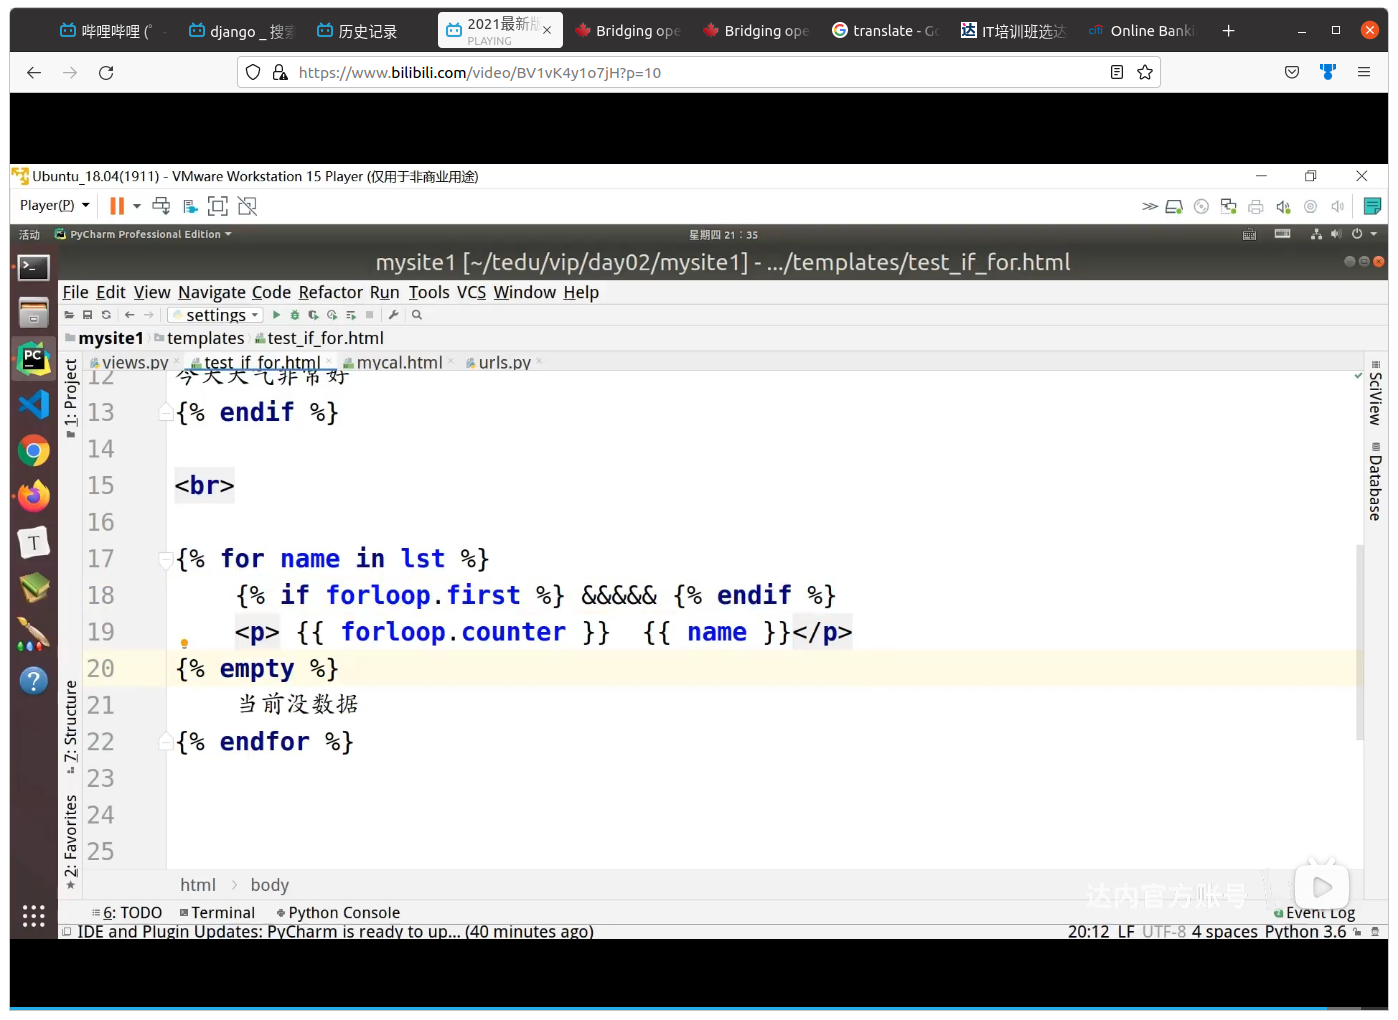 哔哩哔哩 (
django _ 搜索
历史记录
2021最新版
PLAYING
Bridging ope
Bridging ope
translate - Go
IT培训班选达
citi Online Banki
https://www.bilibili.com/video/BV1vK4y1o7jH?p=10
Ubuntu_18.04(1911) - VMware Workstation 15 Player (仅用于非商业用途)
Player(P)
活动 PyCharm Professional Edition
星期四 21：35
mysite1 [~/tedu/vip/day02/mysite1] - .../templates/test_if_for.html
File Edit View Navigate Code Refactor Run Tools VCS Window Help
settings
mysite1 templates test_if_for.html
views.py test_if_for.html mycal.html urls.py
1: Project
7: Structure
2: Favorites
SciView
Database
12 今天天气非常好
13 {% endif %}
14
15 <br>
16
17 {% for name in lst %}
18 {% if forloop.first %} &&&&& {% endif %}
19 <p> {{ forloop.counter }} {{ name }}</p>
20 {% empty %}
21 当前没数据
22 {% endfor %}
23
24
25
html > body
达内官方账号
6: TODO Terminal Python Console Event Log
IDE and Plugin Updates: PyCharm is ready to up... (40 minutes ago) 20:12 LF UTF-8 4 spaces Python 3.6